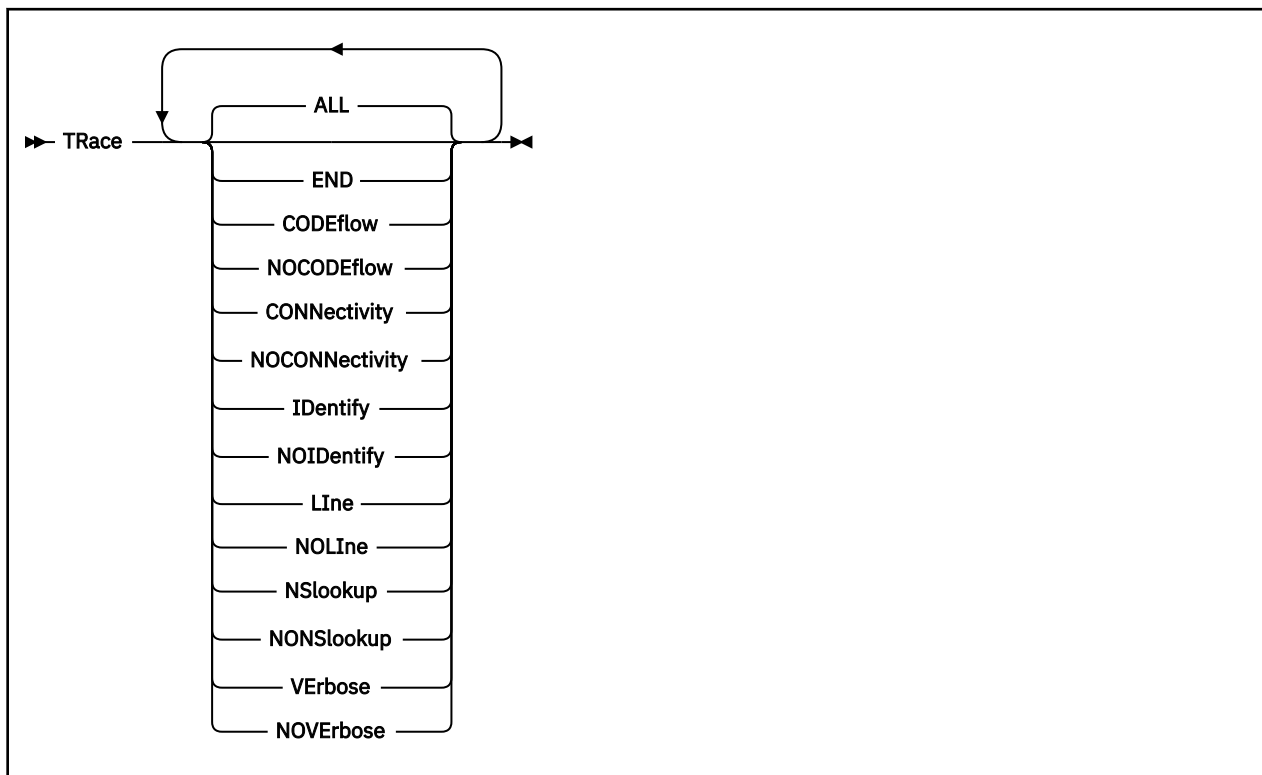 ALL
TRace
END
CODEflow
NOCODEflow
CONNectivity
NOCONNectivity
IDentify
NOIDentify
LIne
NOLIne
NSlookup
NONSlookup
VErbose
NOVErbose